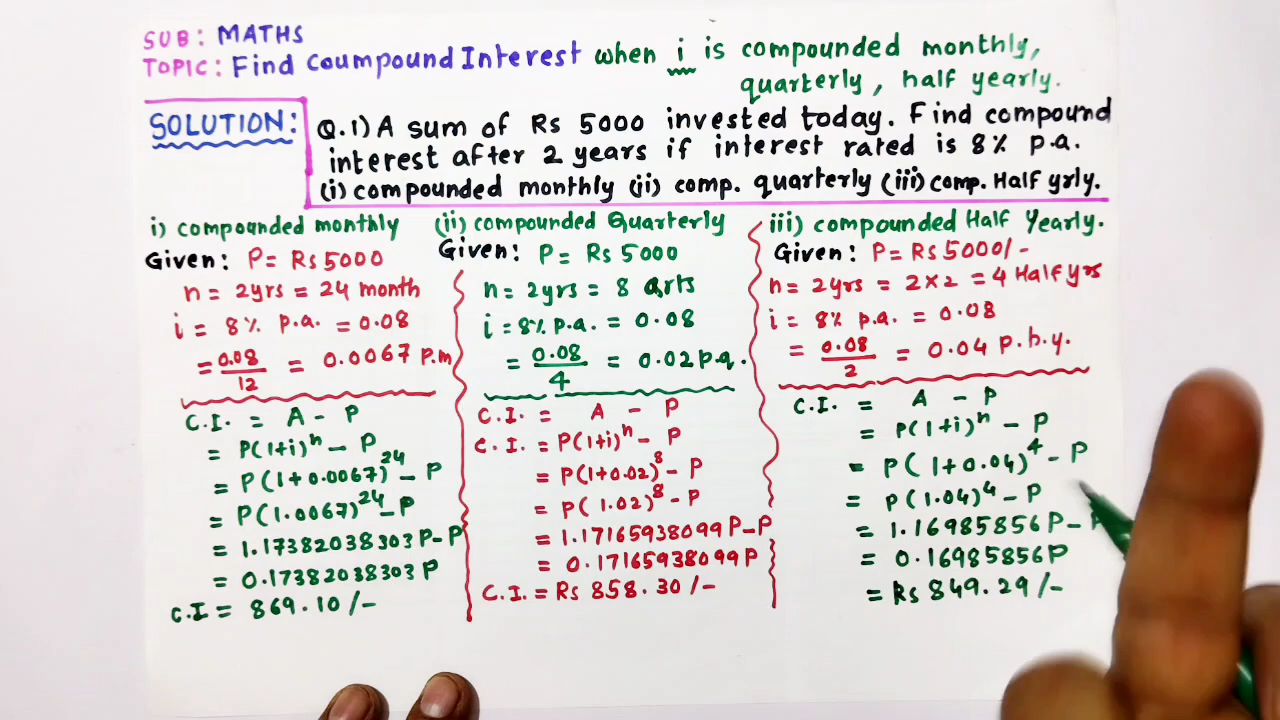 SUB: MATHS
TOPIC: Find Coumpound Interest when i is compounded monthly,
quarterly, half yearly.
SOLUTION:
Q.1) A sum of Rs 5000 invested today. Find compound
interest after 2 years if interest rated is 8% p.a.
(i) compounded monthly (ii) comp. quarterly (iii) comp. Half yrly.
i) compounded monthly
Given: P = Rs 5000
n = 2yrs = 24 month
i = 8% p.a. = 0.08
= 0.08/12 = 0.0067 p.m
C.I. = A - P
= P(1+i)^n - P
= P(1+0.0067)^24 - P
= P(1.0067)^24 - P
= 1.17382038303 P - P
= 0.17382038303 P
C.I = 869.10/-
(ii) compounded Quarterly
Given: P = Rs 5000
n = 2yrs = 8 qrts
i = 8% p.a. = 0.08
= 0.08/4 = 0.02 p.q.
C.I. = A - P
C.I. = P(1+i)^n - P
= P(1+0.02)^8 - P
= P(1.02)^8 - P
= 1.17165938099 P - P
= 0.17165938099 P
C.I. = Rs 858.30/-
iii) compounded Half Yearly.
Given: P = Rs 5000/-
n = 2yrs = 2×2 = 4 Half yrs
i = 8% p.a = 0.08
= 0.08/2 = 0.04 p.h.y.
C.I. = A - P
= P(1+i)^n - P
= P(1+0.04)^4 - P
= P(1.04)^4 - P
= 1.16985856 P - P
= 0.16985856 P
= Rs 849.29/-